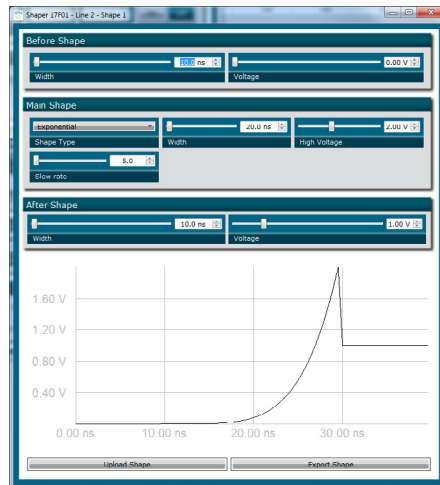 Shaper 17F01 - Line 2 - Shape 1
Before Shape
10.0 ns
0.00 V
Width
Voltage
Main Shape
Exponential
20.0 ns
2.00 V
Shape Type
Width
High Voltage
5.0
Slow rate
After Shape
10.0 ns
1.00 V
Width
Voltage
1.60 V
1.20 V
0.80 V
0.40 V
0.00 ns
10.00 ns
20.00 ns
30.00 ns
Upload Shape
Export Shape